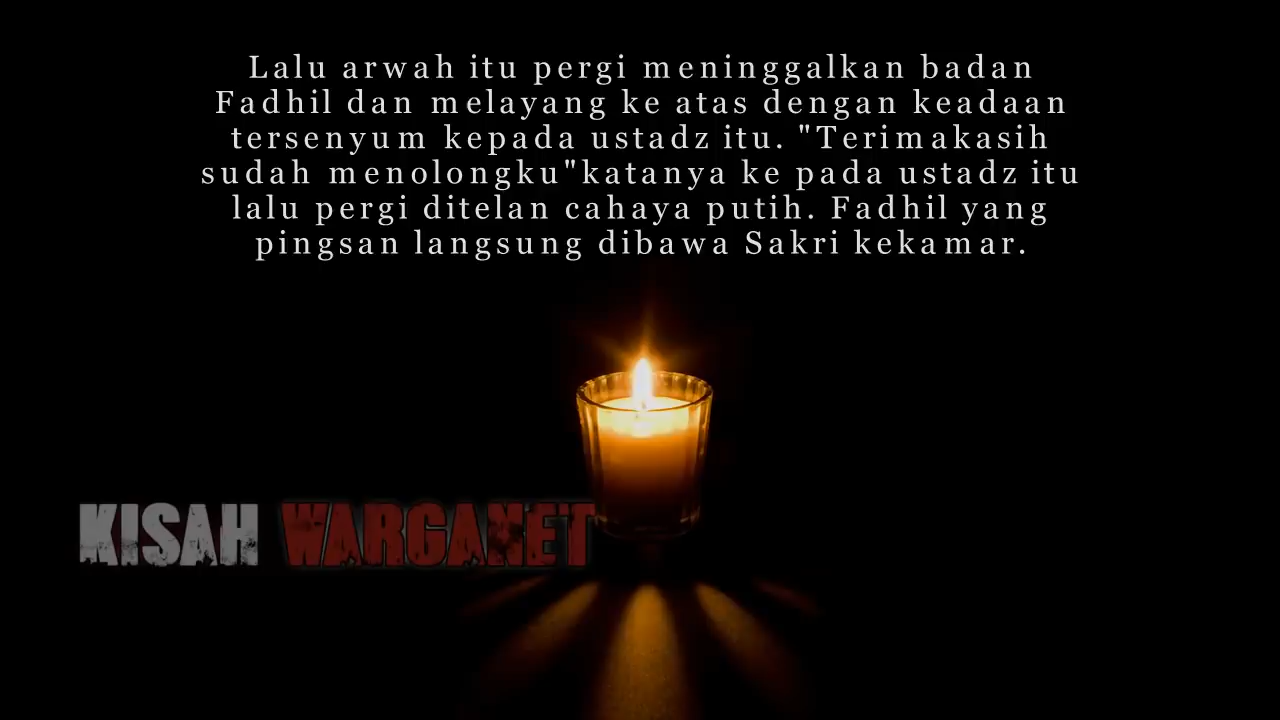 Lalu arwah itu pergi meninggalkan badan
Fadhil dan melayang ke atas dengan keadaan
tersenyum kepada ustadz itu. "Terimakasih
sudah menolongku"katanya ke pada ustadz itu
lalu pergi ditelan cahaya putih. Fadhil yang
pingsan langsung dibawa Sakri kekamar.
KISAH WARGANET